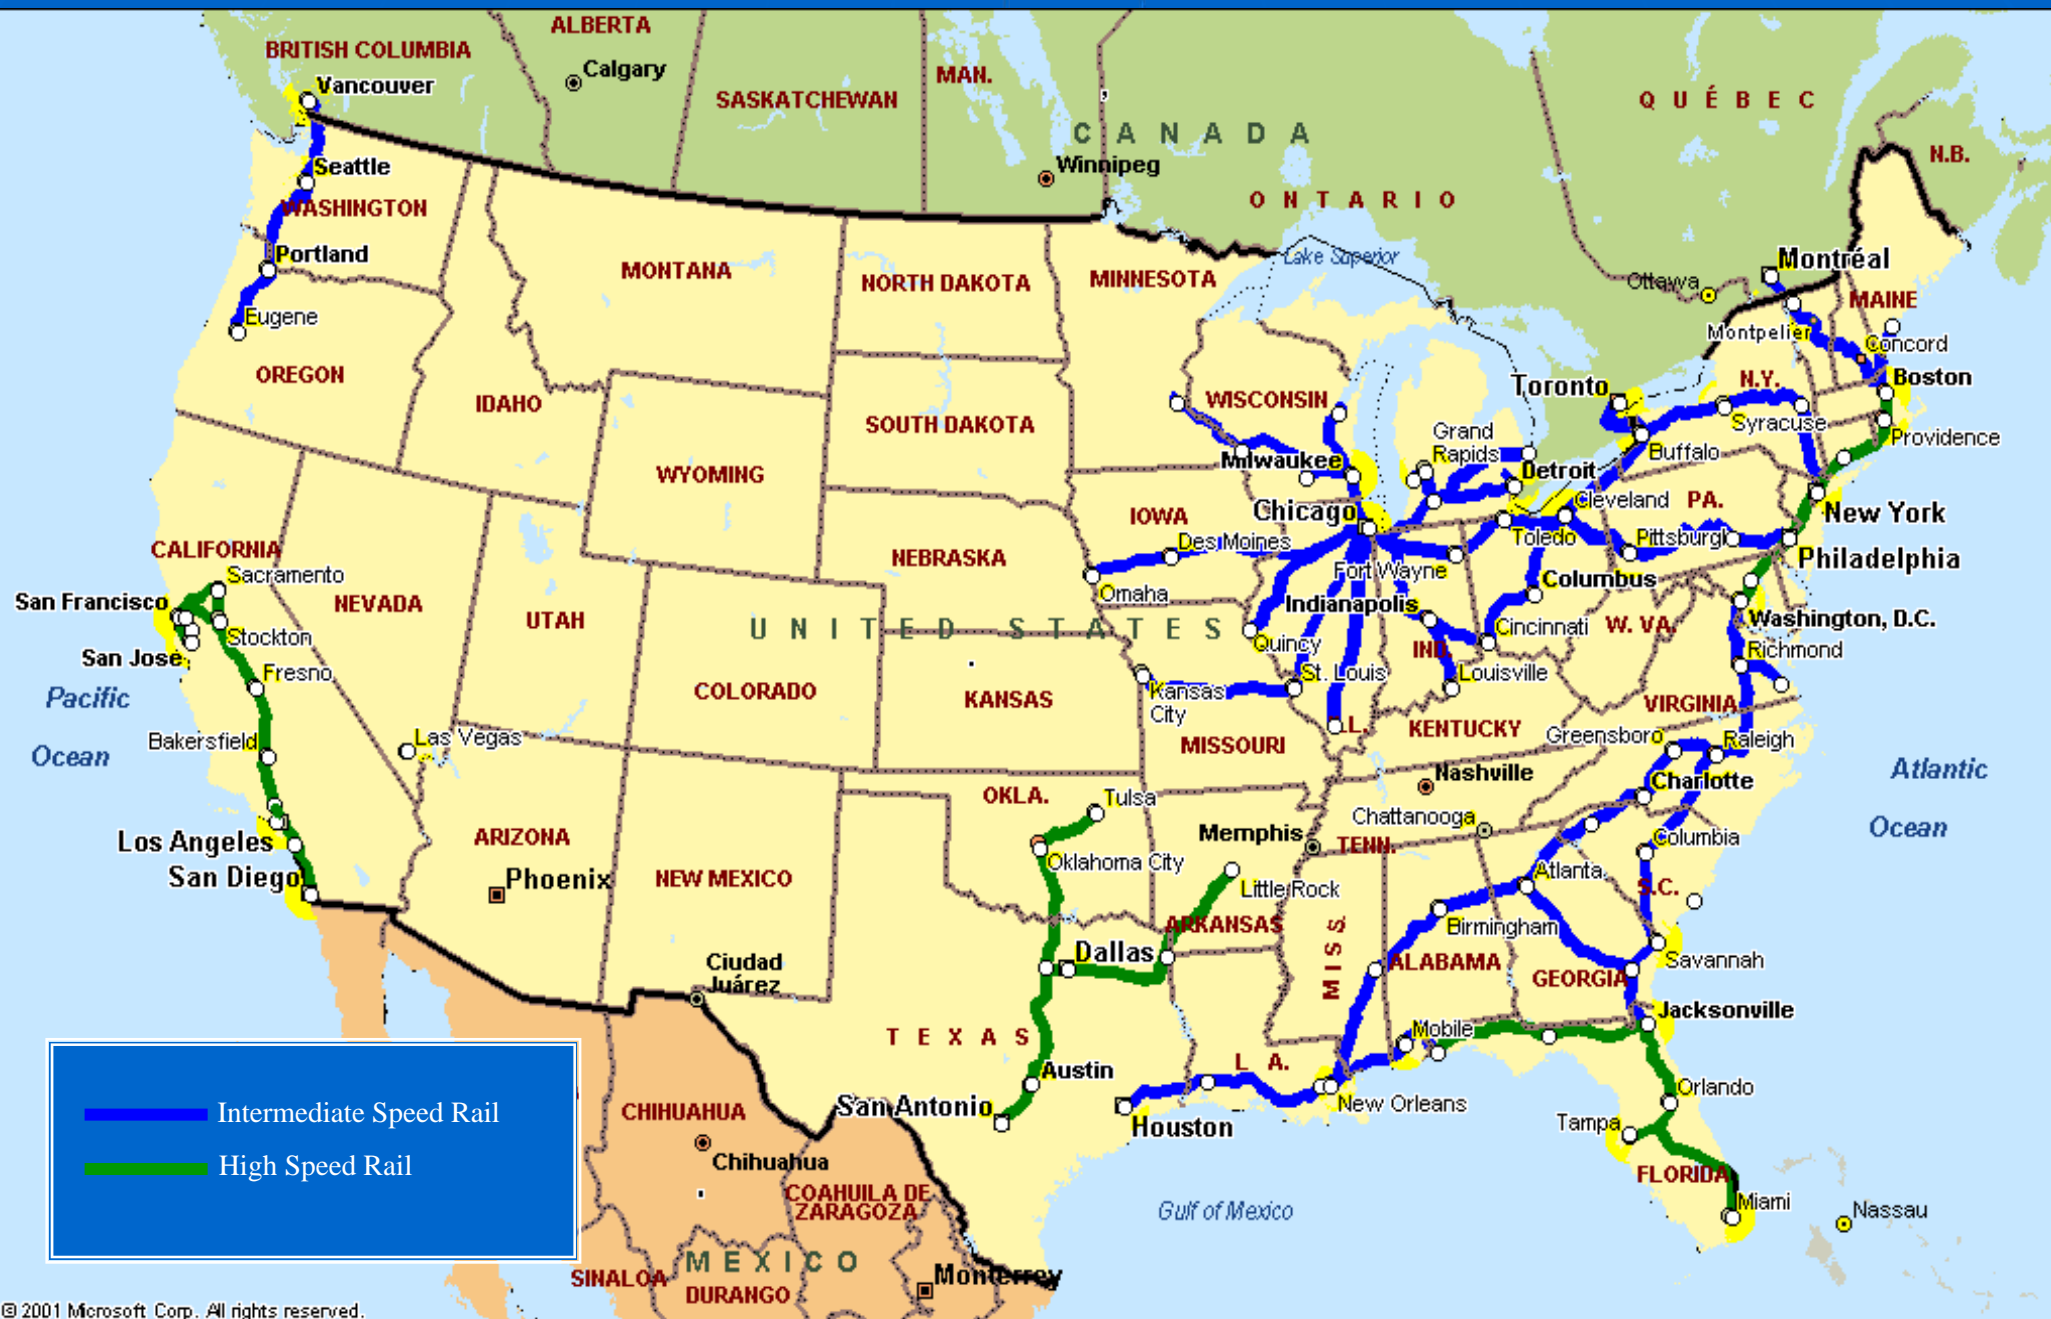 ALBERTA
BRITISH COLUMBIA
Calgary
Vancouver
MAN.
SASKATCHEWAN
QUÉBEC
CANADA
N.B.
Winnipeg
Seattle
ONTARIO
WASHINGTON
Portland
Lake Superior
Montréal
MONTANA
NORTH DAKOTA
MINNESOTA
Ottawa
MAINE
Eugene
Montpelier
Concord
OREGON
Boston
Toronto
N.Y.
IDAHO
WISCONSIN
SOUTH DAKOTA
Syracuse
Grand
Rapids
Providence
Buffalo
Milwaukee
Detroit
WYOMING
Cleveland
PA.
Chicago
IOWA
New York
Toledo
Pittsburgh
CALIFORNIA
Des Moines
NEBRASKA
Philadelphia
Fort Wayne
Sacramento
Columbus
Omaha
San Francisco
NEVADA
Indianapolis
UTAH
UNITED STATES
Washington, D.C.
Cincinnati
W. VA.
Stockton
Quincy
IND.
Richmond
San Jose
Fresno
St. Louis
Louisville
Pacific
Ocean
COLORADO
KANSAS
Kansas
City
VIRGINIA
ILL.
KENTUCKY
Las Vegas
Bakersfield
MISSOURI
Greensboro
Raleigh
Nashville
Atlantic
Ocean
Charlotte
OKLA.
Tulsa
Chattanooga
Los Angeles
ARIZONA
Memphis
TENN.
Columbia
Oklahoma City
San Diego
Phoenix
NEW MEXICO
Little Rock
Atlanta
S.C.
ARKANSAS
Birmingham
Dallas
MISS.
Ciudad
Juárez
ALABAMA
Savannah
GEORGIA
Jacksonville
TEXAS
Mobile
L A.
Austin
Orlando
San Antonio
New Orleans
CHIHUAHUA
Houston
Tampa
Intermediate Speed Rail
High Speed Rail
Chihuahua
FLORIDA
COAHUILA DE
ZARAGOZA
Miami
Gulf of Mexico
Nassau
MEXICO
SINALOA
Monterrey
DURANGO
© 2001 Microsoft Corp. All rights reserved.